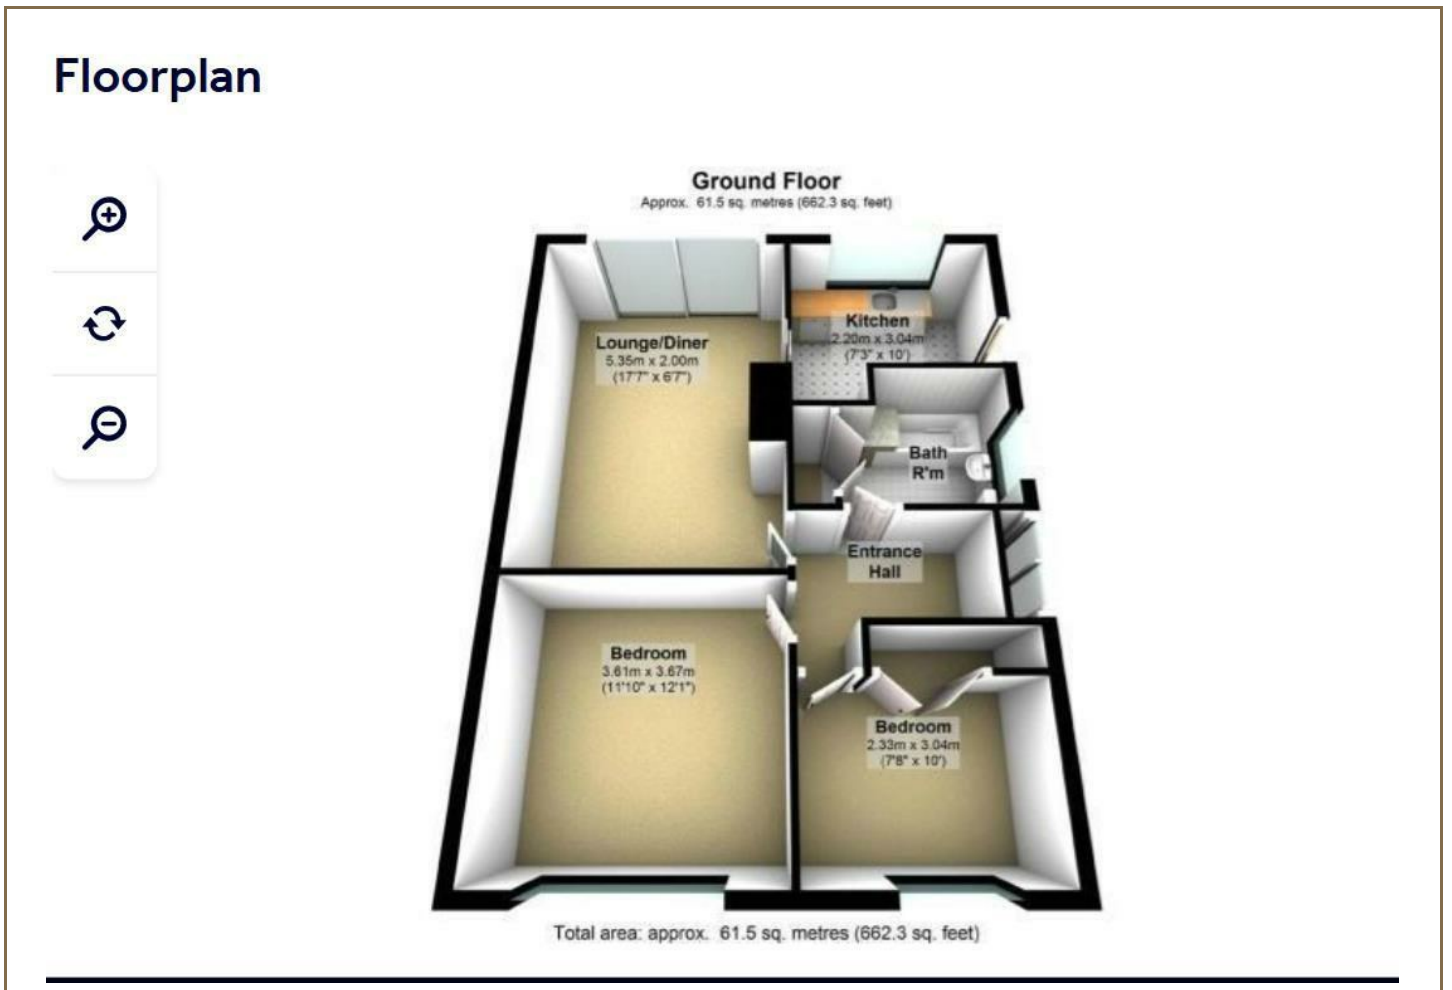 Floorplan
Ground Floor
Approx. 61.5 sq. metres (662.3 sq. feet)
Lounge/Diner
5.35m x 2.00m
(17'7" x 6'7")
Kitchen
2.20m x 3.04m
(7'3" x 10')
Bath
R'm
Entrance
Hall
Bedroom
3.61m x 3.67m
(11'10" x 12'1")
Bedroom
2.33m x 3.04m
(7'8" x 10')
Total area: approx. 61.5 sq. metres (662.3 sq. feet)